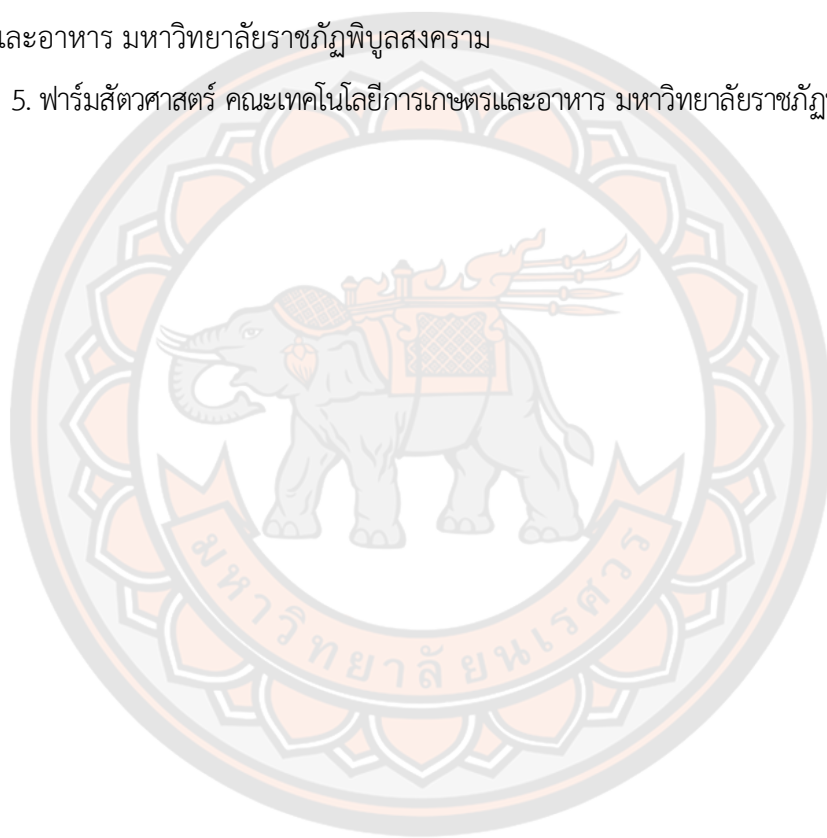 และอาหาร มหาวิทยาลัยราชภัฏพิบูลสงคราม
5. ฟาร์มสัตวศาสตร์ คณะเทคโนโลยีการเกษตรและอาหาร มหาวิทยาลัยราชภัฏ
มหาวิทยาลัยนเรศวร